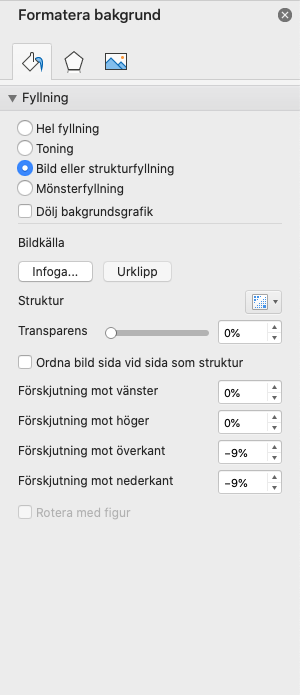 Formatera bakgrund
Fyllning
Hel fyllning
Toning
Bild eller strukturfyllning
Mönsterfyllning
Dölj bakgrundsgrafik
Bildkälla
Infoga... Urklipp
Struktur
Transparens 0%
Ordna bild sida vid sida som struktur
Förskjutning mot vänster 0%
Förskjutning mot höger 0%
Förskjutning mot överkant −9%
Förskjutning mot nederkant −9%
Rotera med figur